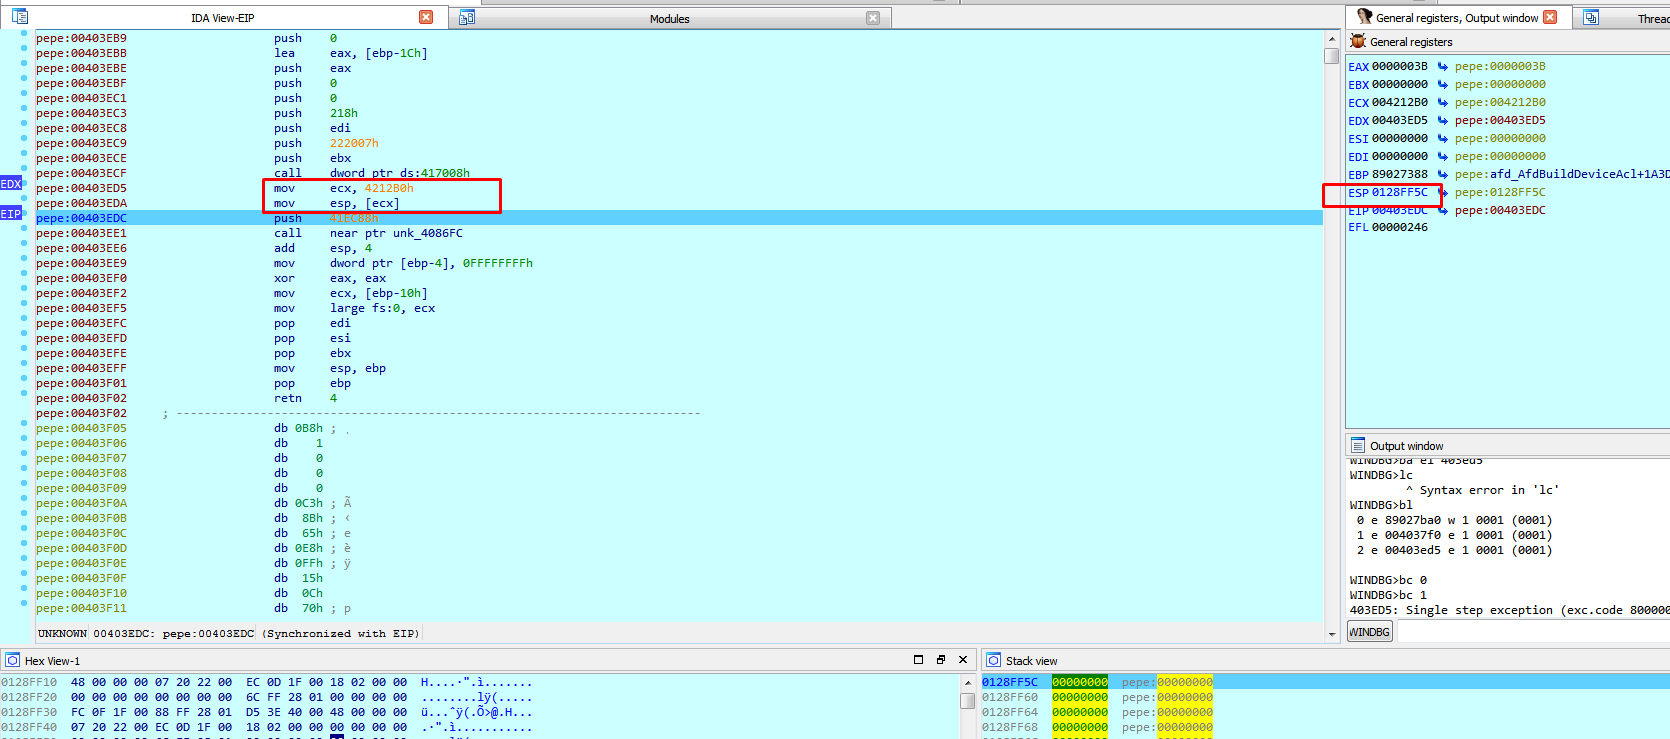 IDA View-EIP
Modules
pepe:00403EB9 push 0
pepe:00403EBB lea eax, [ebp-1Ch]
pepe:00403EBE push eax
pepe:00403EBF push 0
pepe:00403EC1 push 0
pepe:00403EC3 push 218h
pepe:00403EC8 push edi
pepe:00403EC9 push 222007h
pepe:00403ECE push ebx
pepe:00403ECF call dword ptr ds:417008h
EDX pepe:00403ED5 mov ecx, 4212B0h
pepe:00403EDA mov esp, [ecx]
EIP pepe:00403EDC push 41EC88h
pepe:00403EE1 call near ptr unk_4086FC
pepe:00403EE6 add esp, 4
pepe:00403EE9 mov dword ptr [ebp-4], 0FFFFFFFFh
pepe:00403EF0 xor eax, eax
pepe:00403EF2 mov ecx, [ebp-10h]
pepe:00403EF5 mov large fs:0, ecx
pepe:00403EFC pop edi
pepe:00403EFD pop esi
pepe:00403EFE pop ebx
pepe:00403EFF mov esp, ebp
pepe:00403F01 pop ebp
pepe:00403F02 retn 4
pepe:00403F02 ; ---------------------------------------------------------------------------
pepe:00403F05 db 0B8h ; ¸
pepe:00403F06 db 1
pepe:00403F07 db 0
pepe:00403F08 db 0
pepe:00403F09 db 0
pepe:00403F0A db 0C3h ; Ã
pepe:00403F0B db 8Bh ; ‹
pepe:00403F0C db 65h ; e
pepe:00403F0D db 0E8h ; è
pepe:00403F0E db 0FFh ; ÿ
pepe:00403F0F db 15h
pepe:00403F10 db 0Ch
pepe:00403F11 db 70h ; p
UNKNOWN 00403EDC: pepe:00403EDC (Synchronized with EIP)
General registers, Output window
Threac
General registers
EAX 0000003B pepe:0000003B
EBX 00000000 pepe:00000000
ECX 004212B0 pepe:004212B0
EDX 00403ED5 pepe:00403ED5
ESI 00000000 pepe:00000000
EDI 00000000 pepe:00000000
EBP 89027388 pepe:afd_AfdBuildDeviceAcl+1A3D
ESP 0128FF5C pepe:0128FF5C
EIP 00403EDC pepe:00403EDC
EFL 00000246
Output window
WINDBG>ba e1 403ed5
WINDBG>lc
^ Syntax error in 'lc'
WINDBG>bl
0 e 89027ba0 w 1 0001 (0001)
1 e 004037f0 e 1 0001 (0001)
2 e 00403ed5 e 1 0001 (0001)
WINDBG>bc 0
WINDBG>bc 1
403ED5: Single step exception (exc.code 800000
WINDBG
Hex View-1
0128FF10 48 00 00 00 07 20 22 00 EC 0D 1F 00 18 02 00 00 H....·".ì.......
0128FF20 00 00 00 00 00 00 00 00 6C FF 28 01 00 00 00 00 ........lÿ(.....
0128FF30 FC 0F 1F 00 88 FF 28 01 D5 3E 40 00 48 00 00 00 ü...ˆÿ(.Õ>@.H...
0128FF40 07 20 22 00 EC 0D 1F 00 18 02 00 00 00 00 00 00 .·".ì...........
Stack view
0128FF5C 00000000 pepe:00000000
0128FF60 00000000 pepe:00000000
0128FF64 00000000 pepe:00000000
0128FF68 00000000 pepe:00000000